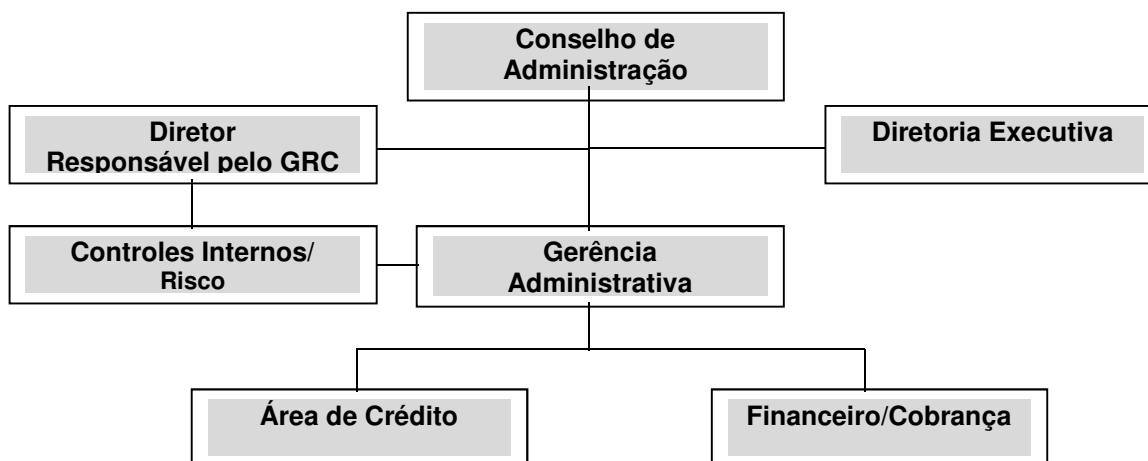 Conselho de
Administração
Diretor
Responsável pelo GRC
Diretoria Executiva
Controles Internos/
Risco
Gerência
Administrativa
Área de Crédito
Financeiro/Cobrança